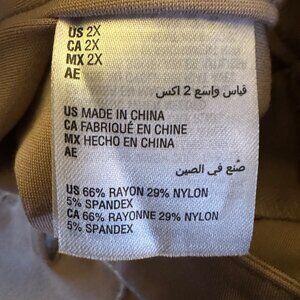 US 2X
CA 2X
MX 2X
AE
قياس واسع 2 اكس
US MADE IN CHINA
CA FABRIQUÉ EN CHINE
MX HECHO EN CHINA
AE
صُنع في الصين
US 66% RAYON 29% NYLON
5% SPANDEX
CA 66% RAYONNE 29% NYLON
5% SPANDEX